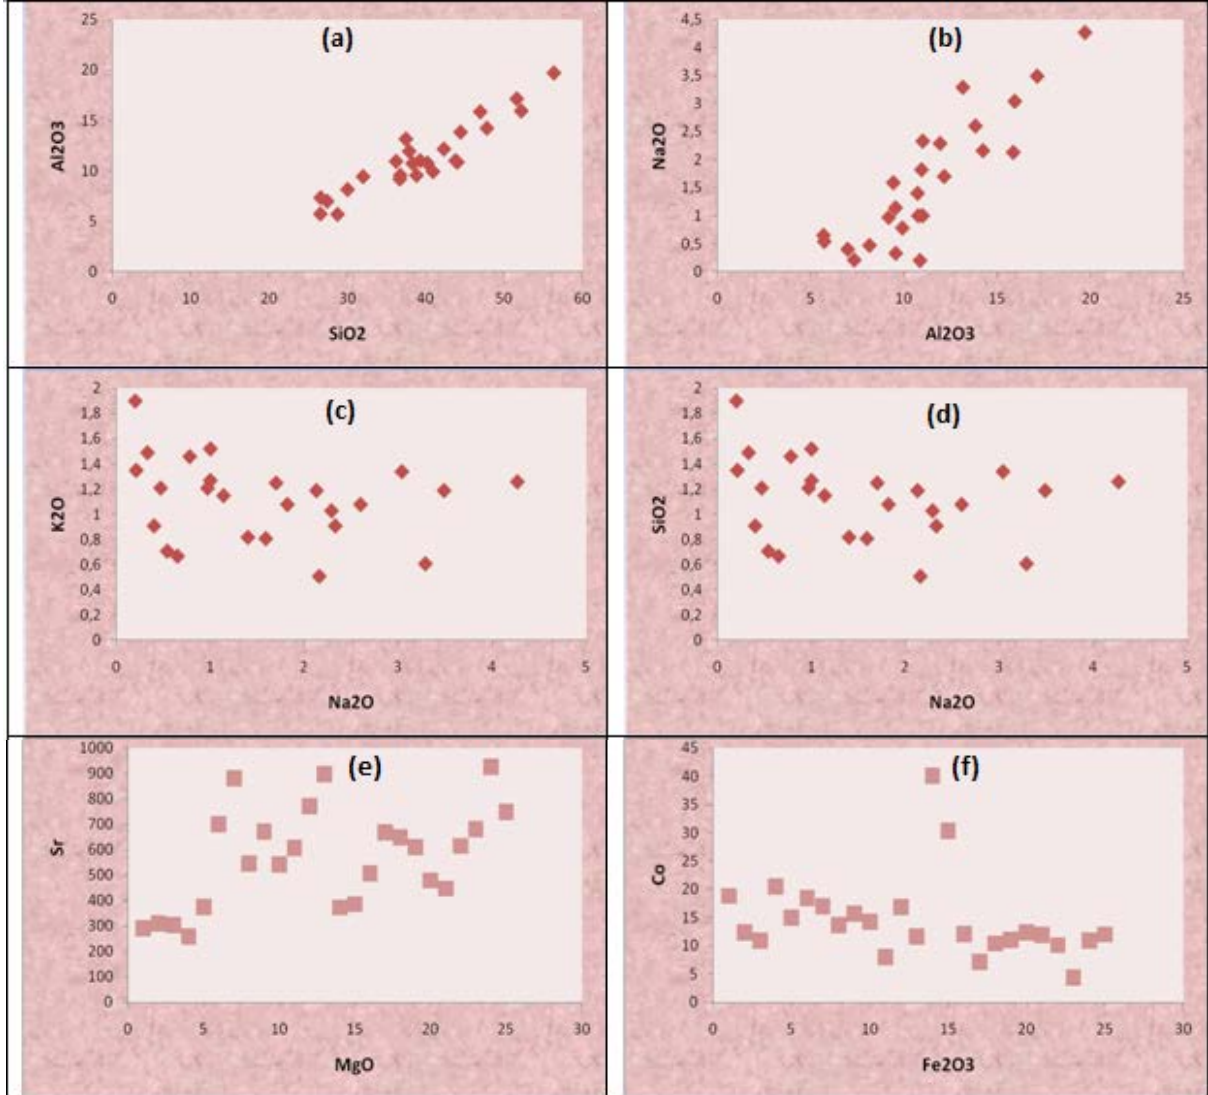 (a)
Al2O3
25
20
15
10
5
0
0 10 20 30 40 50 60
SiO2
(b)
Na2O
4,5
4
3,5
3
2,5
2
1,5
1
0,5
0
0 5 10 15 20 25
Al2O3
(c)
K2O
2
1,8
1,6
1,4
1,2
1
0,8
0,6
0,4
0,2
0
0 1 2 3 4 5
Na2O
(d)
SiO2
2
1,8
1,6
1,4
1,2
1
0,8
0,6
0,4
0,2
0
0 1 2 3 4 5
Na2O
(e)
Sr
1000
900
800
700
600
500
400
300
200
100
0
0 5 10 15 20 25 30
MgO
(f)
Co
45
40
35
30
25
20
15
10
5
0
0 5 10 15 20 25 30
Fe2O3